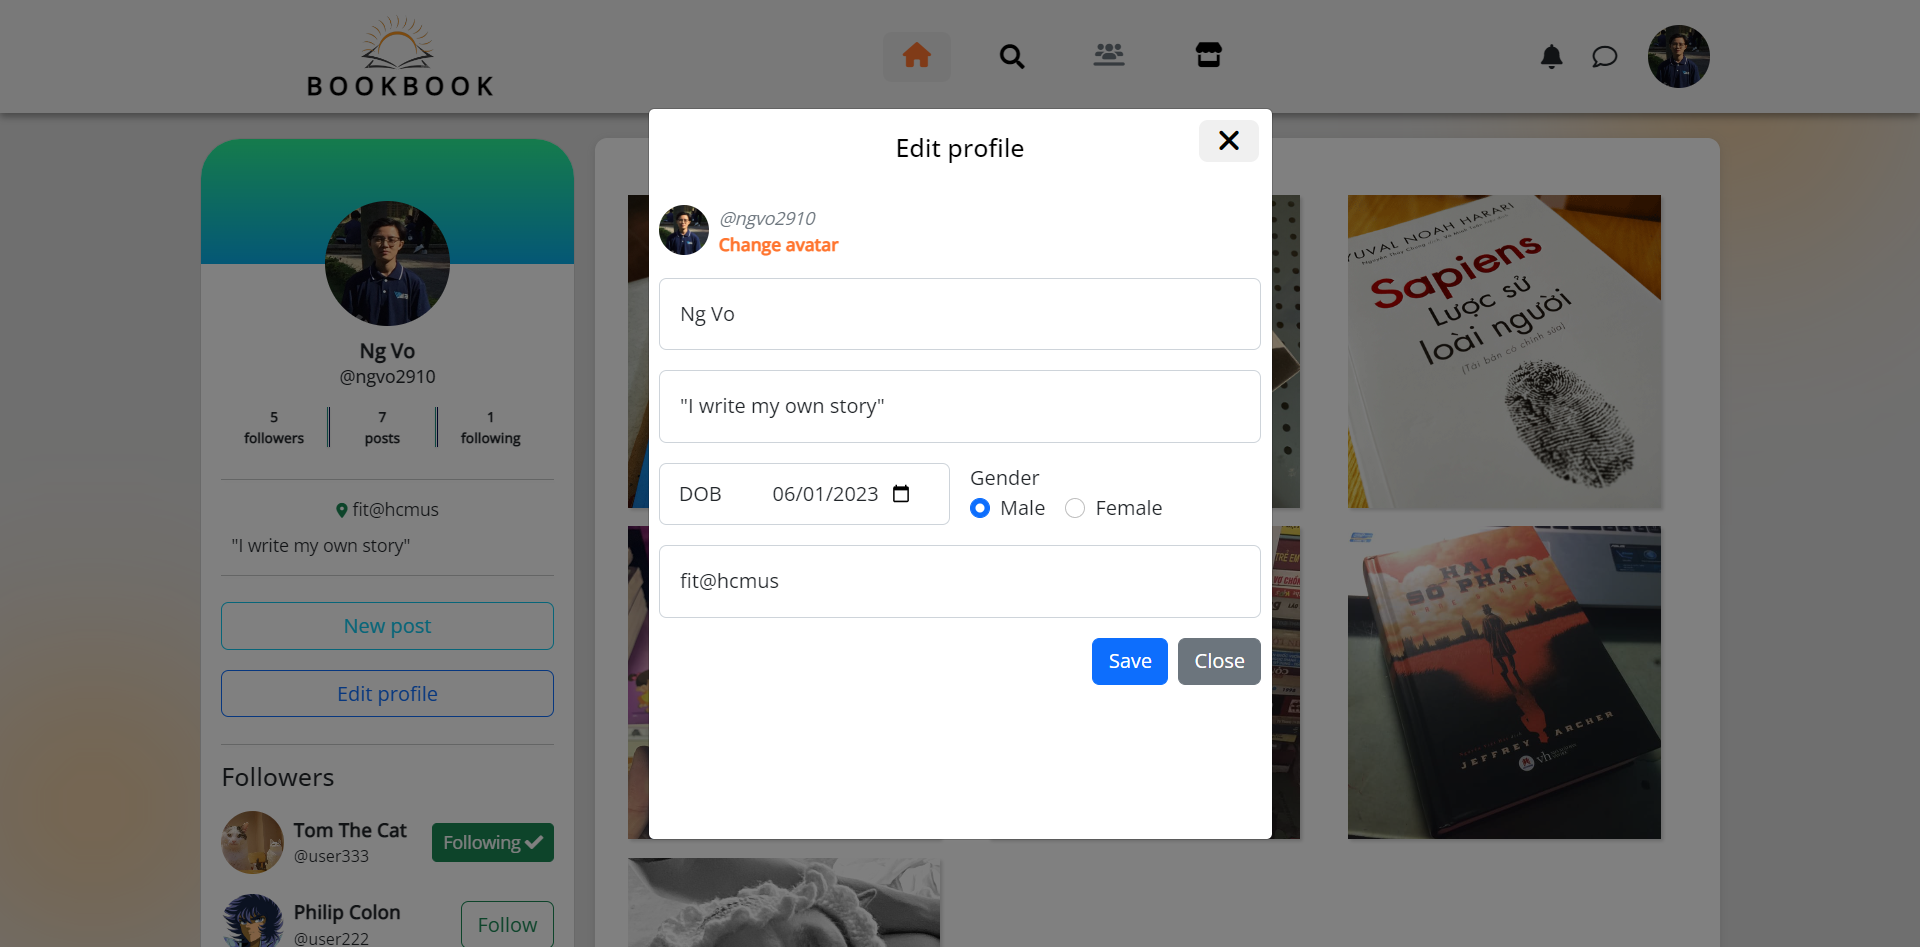 BOOKBOOK
Edit profile
@ngvo2910
Change avatar
Ng Vo
"I write my own story"
DOB 06/01/2023
Gender
Male Female
fit@hcmus
Save Close
Ng Vo
@ngvo2910
5 7 1
followers posts following
fit@hcmus
"I write my own story"
New post
Edit profile
Followers
Tom The Cat
@user333
Following
Philip Colon
@user222
Follow
YUVAL NOAH HARARI
Sapiens
Lược sử
loài người
[Tái bản có chỉnh sửa]
TRẺ EM
HAI
SỐ PHẬN
JEFFREY ARCHER
vh